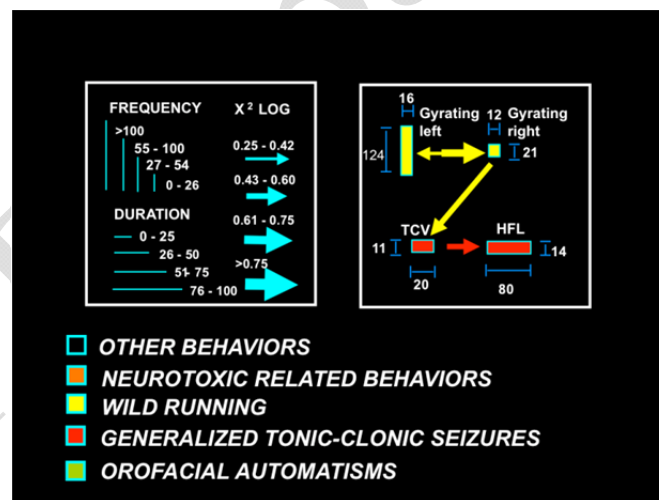 FREQUENCY
>100
55 - 100
27 - 54
0 - 26
DURATION
0 - 25
26 - 50
51- 75
76 - 100
X² LOG
0.25 - 0.42
0.43 - 0.60
0.61 - 0.75
>0.75
16
Gyrating left
12
Gyrating right
124
21
TCV
HFL
11
14
20
80
OTHER BEHAVIORS
NEUROTOXIC RELATED BEHAVIORS
WILD RUNNING
GENERALIZED TONIC-CLONIC SEIZURES
OROFACIAL AUTOMATISMS